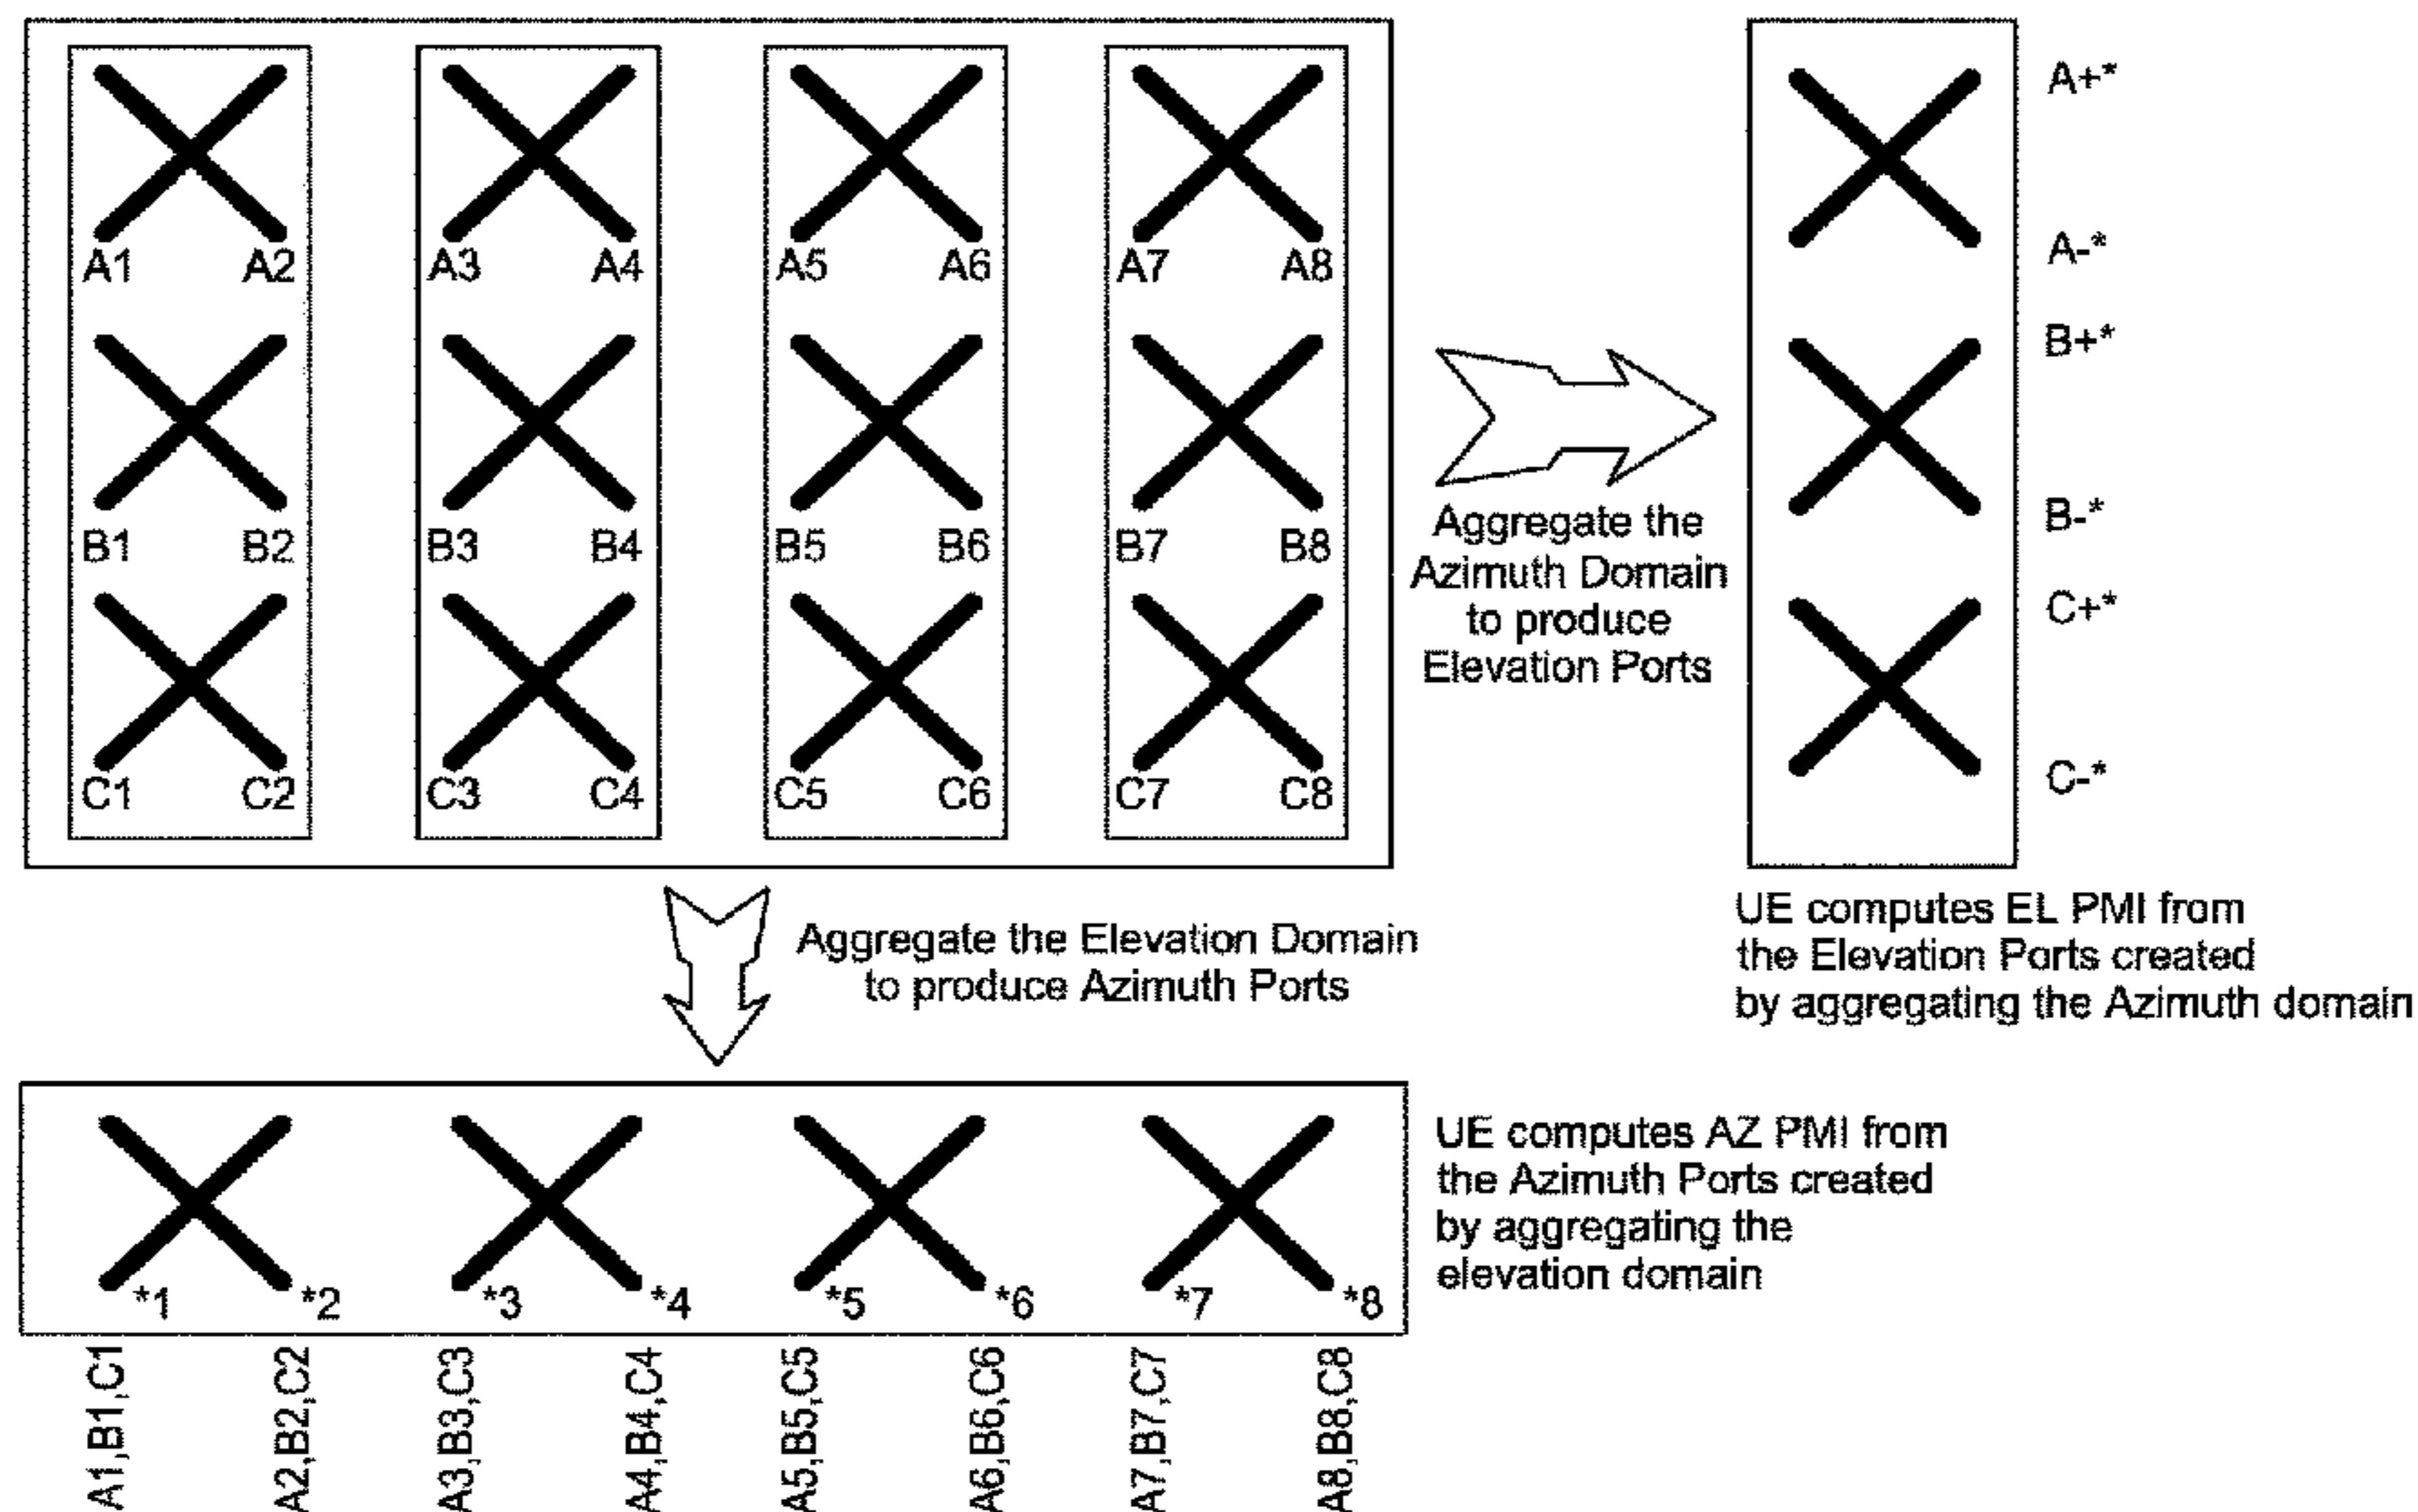 A1 A2 A3 A4 A5 A6 A7 A8
B1 B2 B3 B4 B5 B6 B7 B8
C1 C2 C3 C4 C5 C6 C7 C8
Aggregate the
Azimuth Domain
to produce
Elevation Ports
A+*
A-*
B+*
B-*
C+*
C-*
UE computes EL PMI from
the Elevation Ports created
by aggregating the Azimuth domain
Aggregate the Elevation Domain
to produce Azimuth Ports
*1 *2 *3 *4 *5 *6 *7 *8
A1,B1,C1
A2,B2,C2
A3,B3,C3
A4,B4,C4
A5,B5,C5
A6,B6,C6
A7,B7,C7
A8,B8,C8
UE computes AZ PMI from
the Azimuth Ports created
by aggregating the
elevation domain